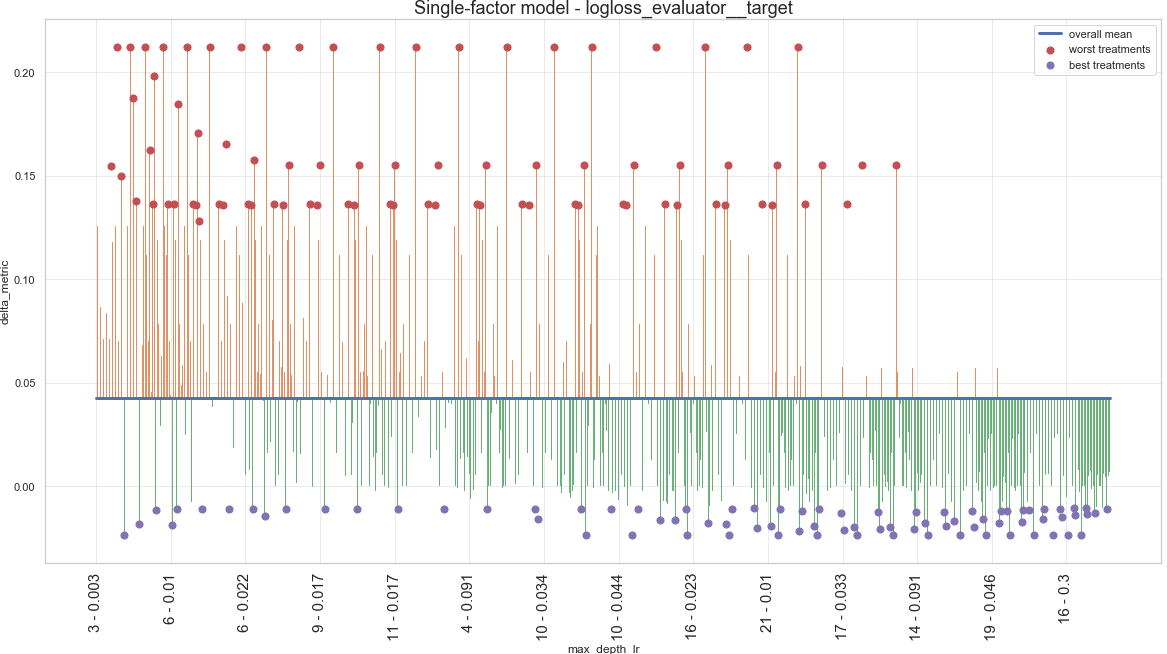 Single-factor model - logloss_evaluator__target
overall mean
worst treatments
best treatments
delta_metric
0.20
0.15
0.10
0.05
0.00
3 - 0.003
6 - 0.01
6 - 0.022
9 - 0.017
11 - 0.017
4 - 0.091
10 - 0.034
10 - 0.044
16 - 0.023
21 - 0.01
17 - 0.033
14 - 0.091
19 - 0.046
16 - 0.3
max_depth_lr